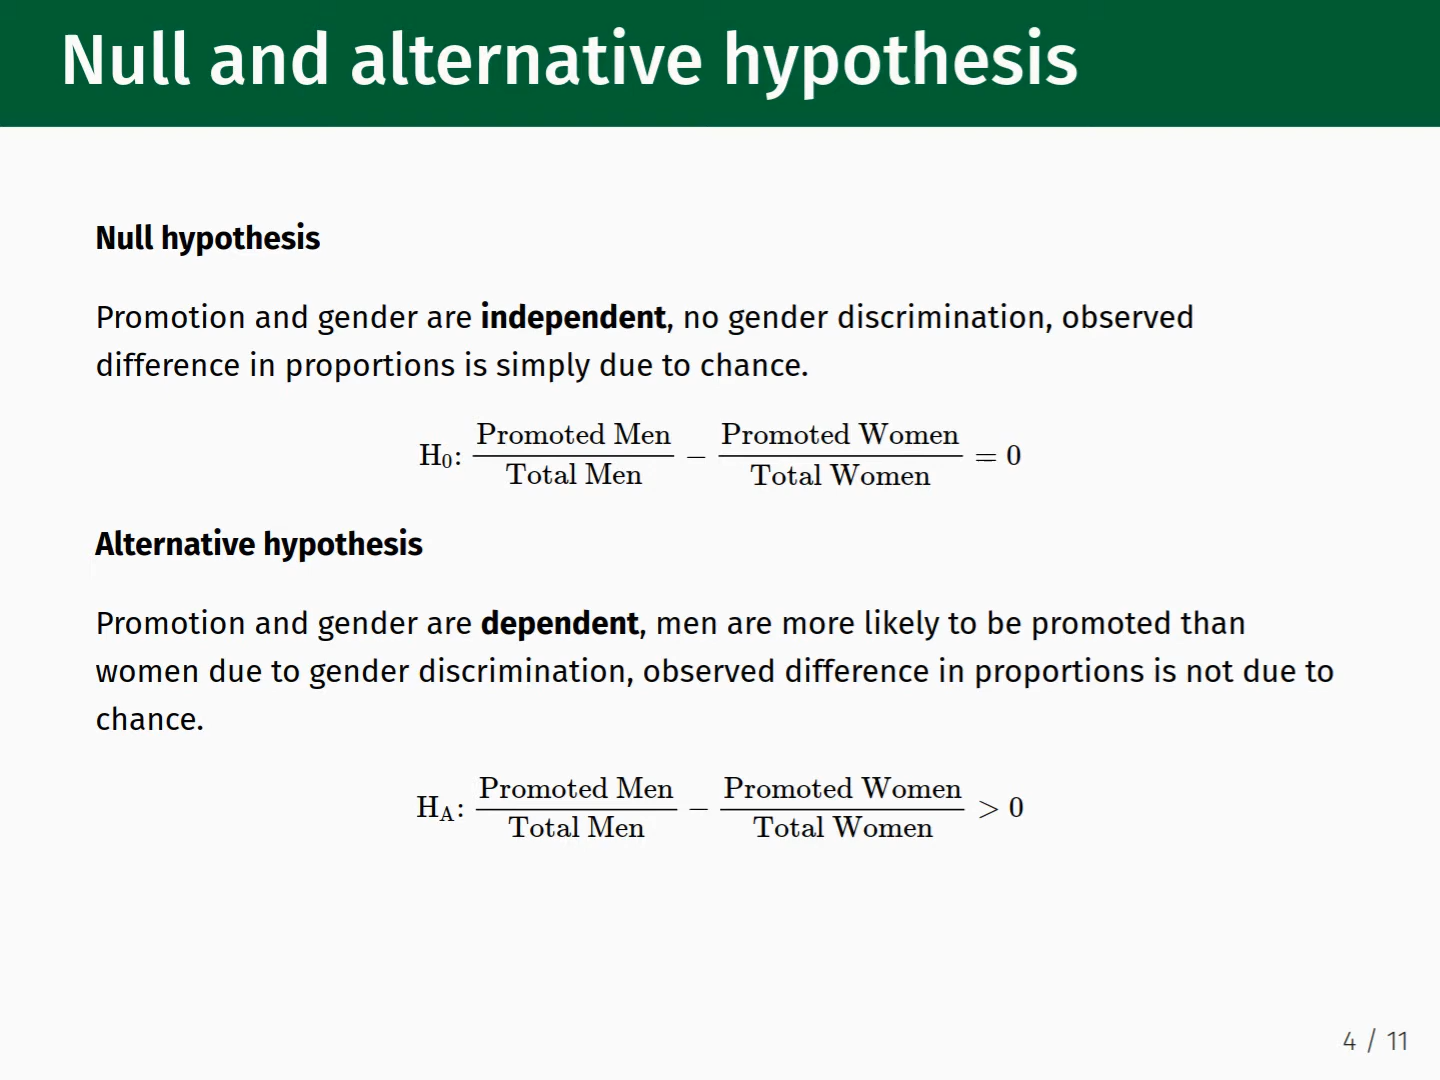 Null and alternative hypothesis
Null hypothesis
Promotion and gender are independent, no gender discrimination, observed
difference in proportions is simply due to chance.
H₀: Promoted Men / Total Men − Promoted Women / Total Women = 0
Alternative hypothesis
Promotion and gender are dependent, men are more likely to be promoted than
women due to gender discrimination, observed difference in proportions is not due to
chance.
H_A: Promoted Men / Total Men − Promoted Women / Total Women > 0
4 / 11